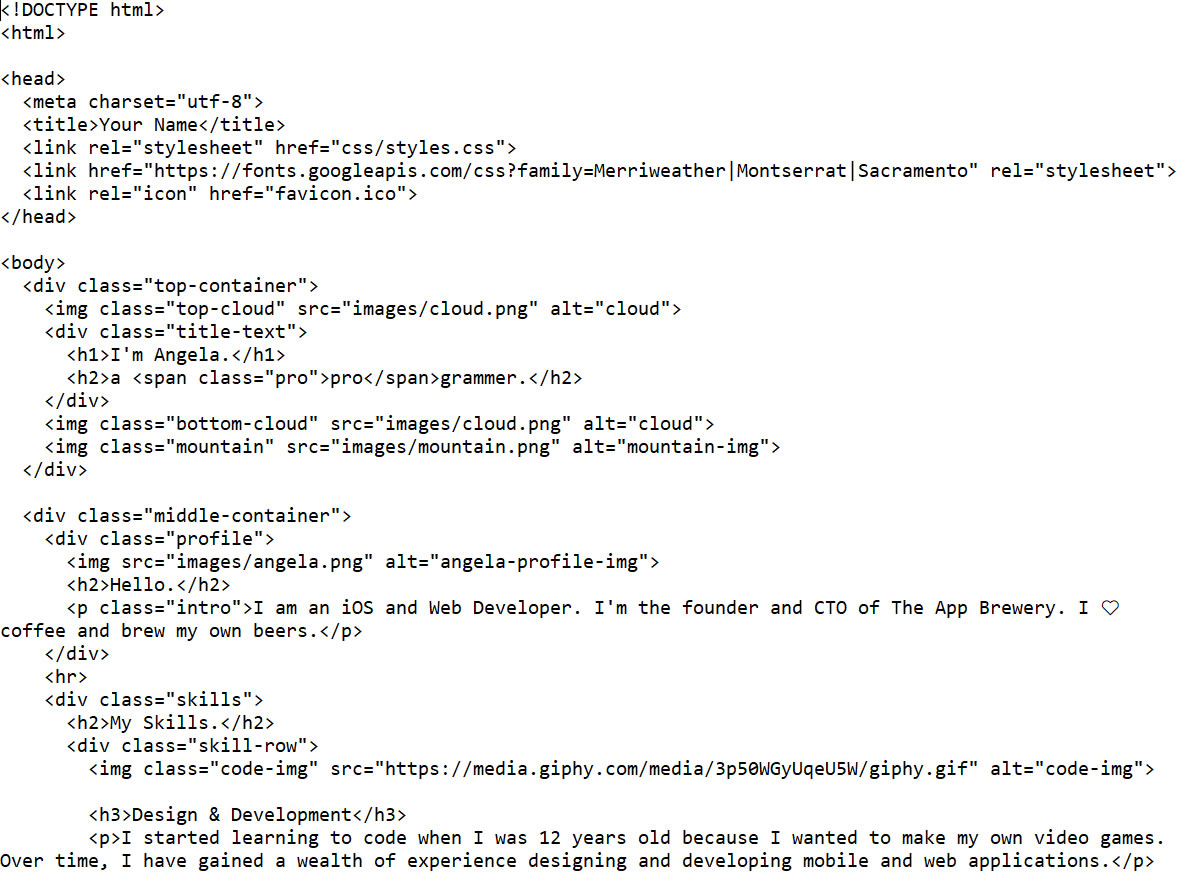 <!DOCTYPE html>
<html>

<head>
  <meta charset="utf-8">
  <title>Your Name</title>
  <link rel="stylesheet" href="css/styles.css">
  <link href="https://fonts.googleapis.com/css?family=Merriweather|Montserrat|Sacramento" rel="stylesheet">
  <link rel="icon" href="favicon.ico">
</head>

<body>
  <div class="top-container">
    <img class="top-cloud" src="images/cloud.png" alt="cloud">
    <div class="title-text">
      <h1>I'm Angela.</h1>
      <h2>a <span class="pro">pro</span>grammer.</h2>
    </div>
    <img class="bottom-cloud" src="images/cloud.png" alt="cloud">
    <img class="mountain" src="images/mountain.png" alt="mountain-img">
  </div>

  <div class="middle-container">
    <div class="profile">
      <img src="images/angela.png" alt="angela-profile-img">
      <h2>Hello.</h2>
      <p class="intro">I am an iOS and Web Developer. I'm the founder and CTO of The App Brewery. I ♡
coffee and brew my own beers.</p>
    </div>
    <hr>
    <div class="skills">
      <h2>My Skills.</h2>
      <div class="skill-row">
        <img class="code-img" src="https://media.giphy.com/media/3p50WGyUqeU5W/giphy.gif" alt="code-img">

        <h3>Design & Development</h3>
        <p>I started learning to code when I was 12 years old because I wanted to make my own video games.
Over time, I have gained a wealth of experience designing and developing mobile and web applications.</p>